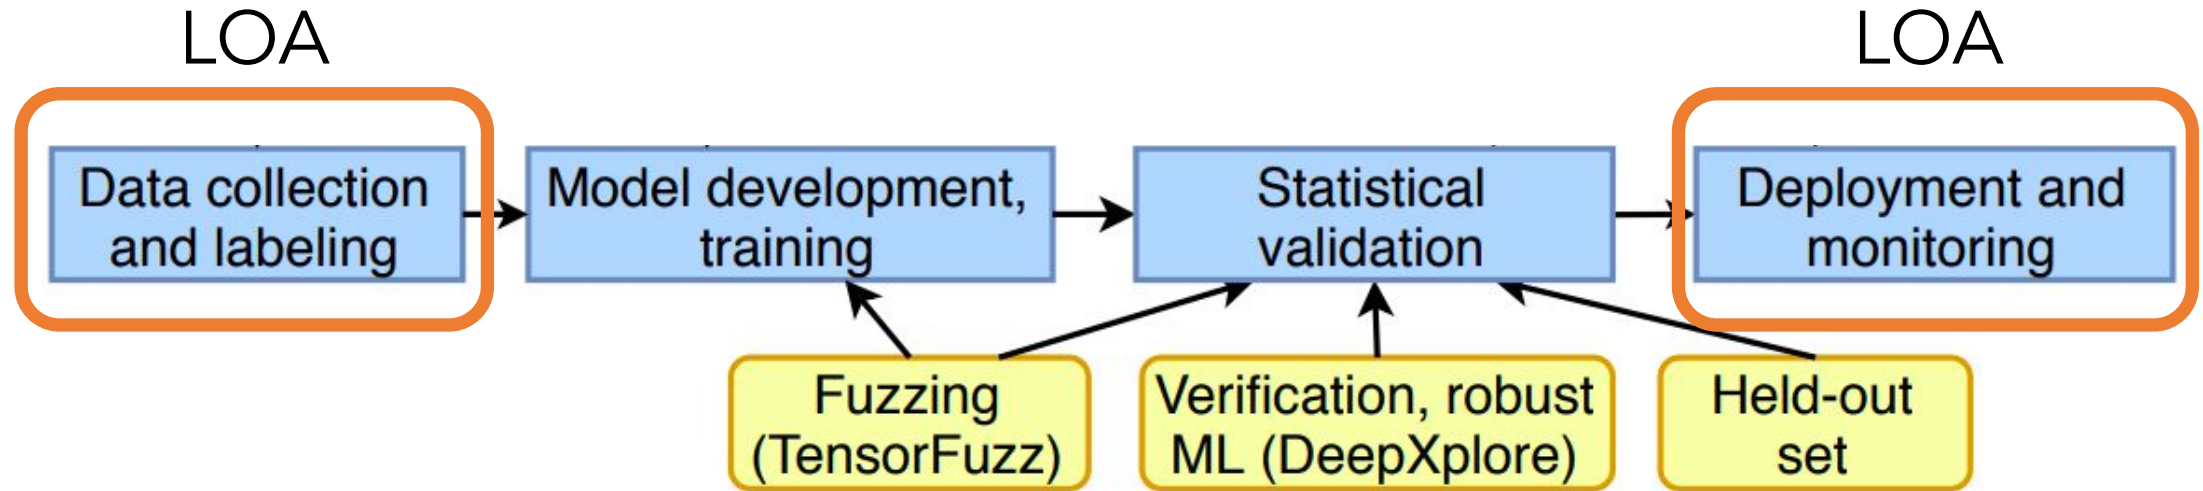 LOA
LOA
Data collection
and labeling
Model development,
training
Statistical
validation
Deployment and
monitoring
Fuzzing
(TensorFuzz)
Verification, robust
ML (DeepXplore)
Held-out
set